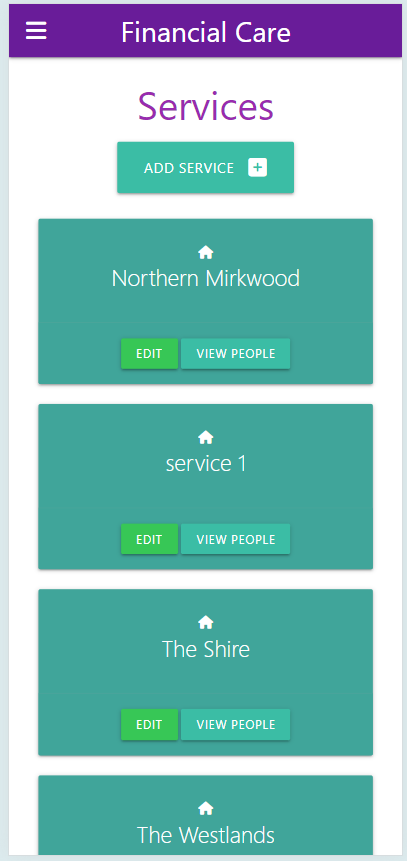 Financial Care
Services
ADD SERVICE
Northern Mirkwood
EDIT VIEW PEOPLE
service 1
EDIT VIEW PEOPLE
The Shire
EDIT VIEW PEOPLE
The Westlands